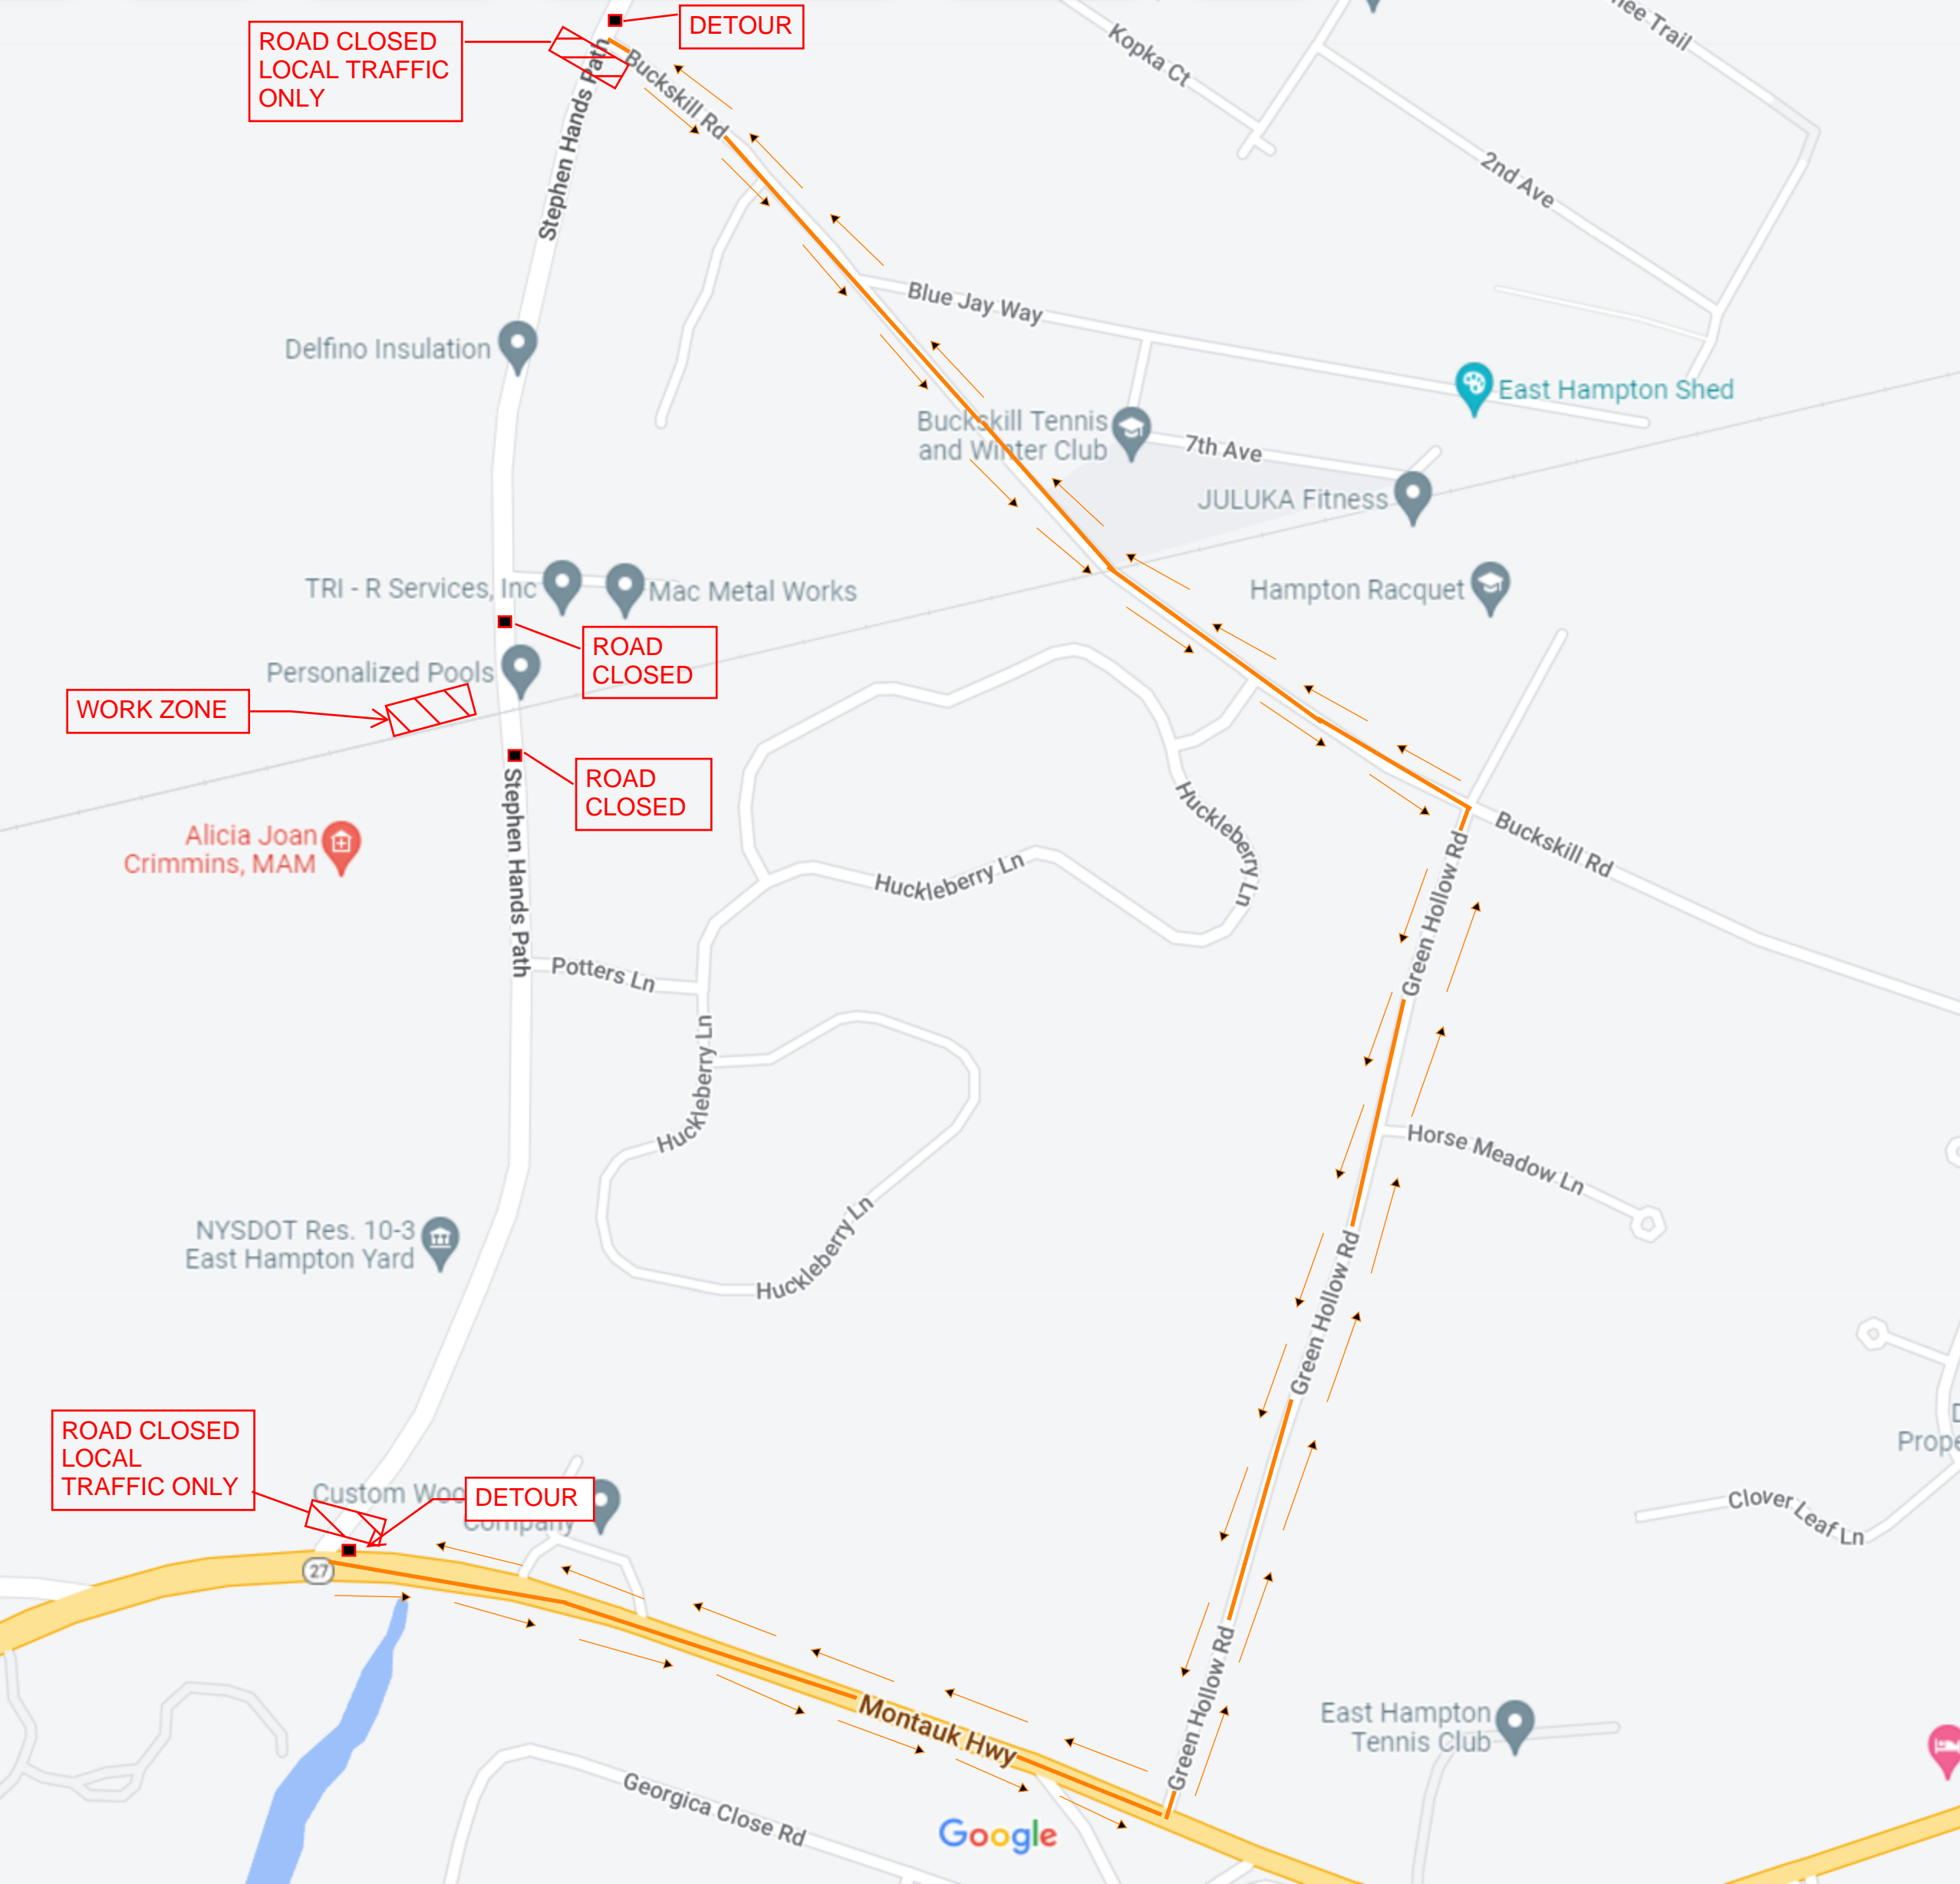 DETOUR
ROAD CLOSED
LOCAL TRAFFIC
ONLY
Kopka Ct
Trail
Buckskill Rd
Stephen Hands Path
2nd Ave
Blue Jay Way
Delfino Insulation
East Hampton Shed
Buckskill Tennis
and Winter Club
7th Ave
JULUKA Fitness
TRI - R Services, Inc
Mac Metal Works
Hampton Racquet
ROAD
CLOSED
Personalized Pools
WORK ZONE
ROAD
CLOSED
Stephen Hands Path
Alicia Joan
Crimmins, MAM
Huckleberry Ln
Huckleberry Ln
Buckskill Rd
Green Hollow Rd
Potters Ln
Huckleberry Ln
Horse Meadow Ln
NYSDOT Res. 10-3
East Hampton Yard
Huckleberry Ln
Green Hollow Rd
ROAD CLOSED
LOCAL
TRAFFIC ONLY
Custom
Company
DETOUR
Clover Leaf Ln
27
Green Hollow Rd
Montauk Hwy
East Hampton
Tennis Club
Georgica Close Rd
Google